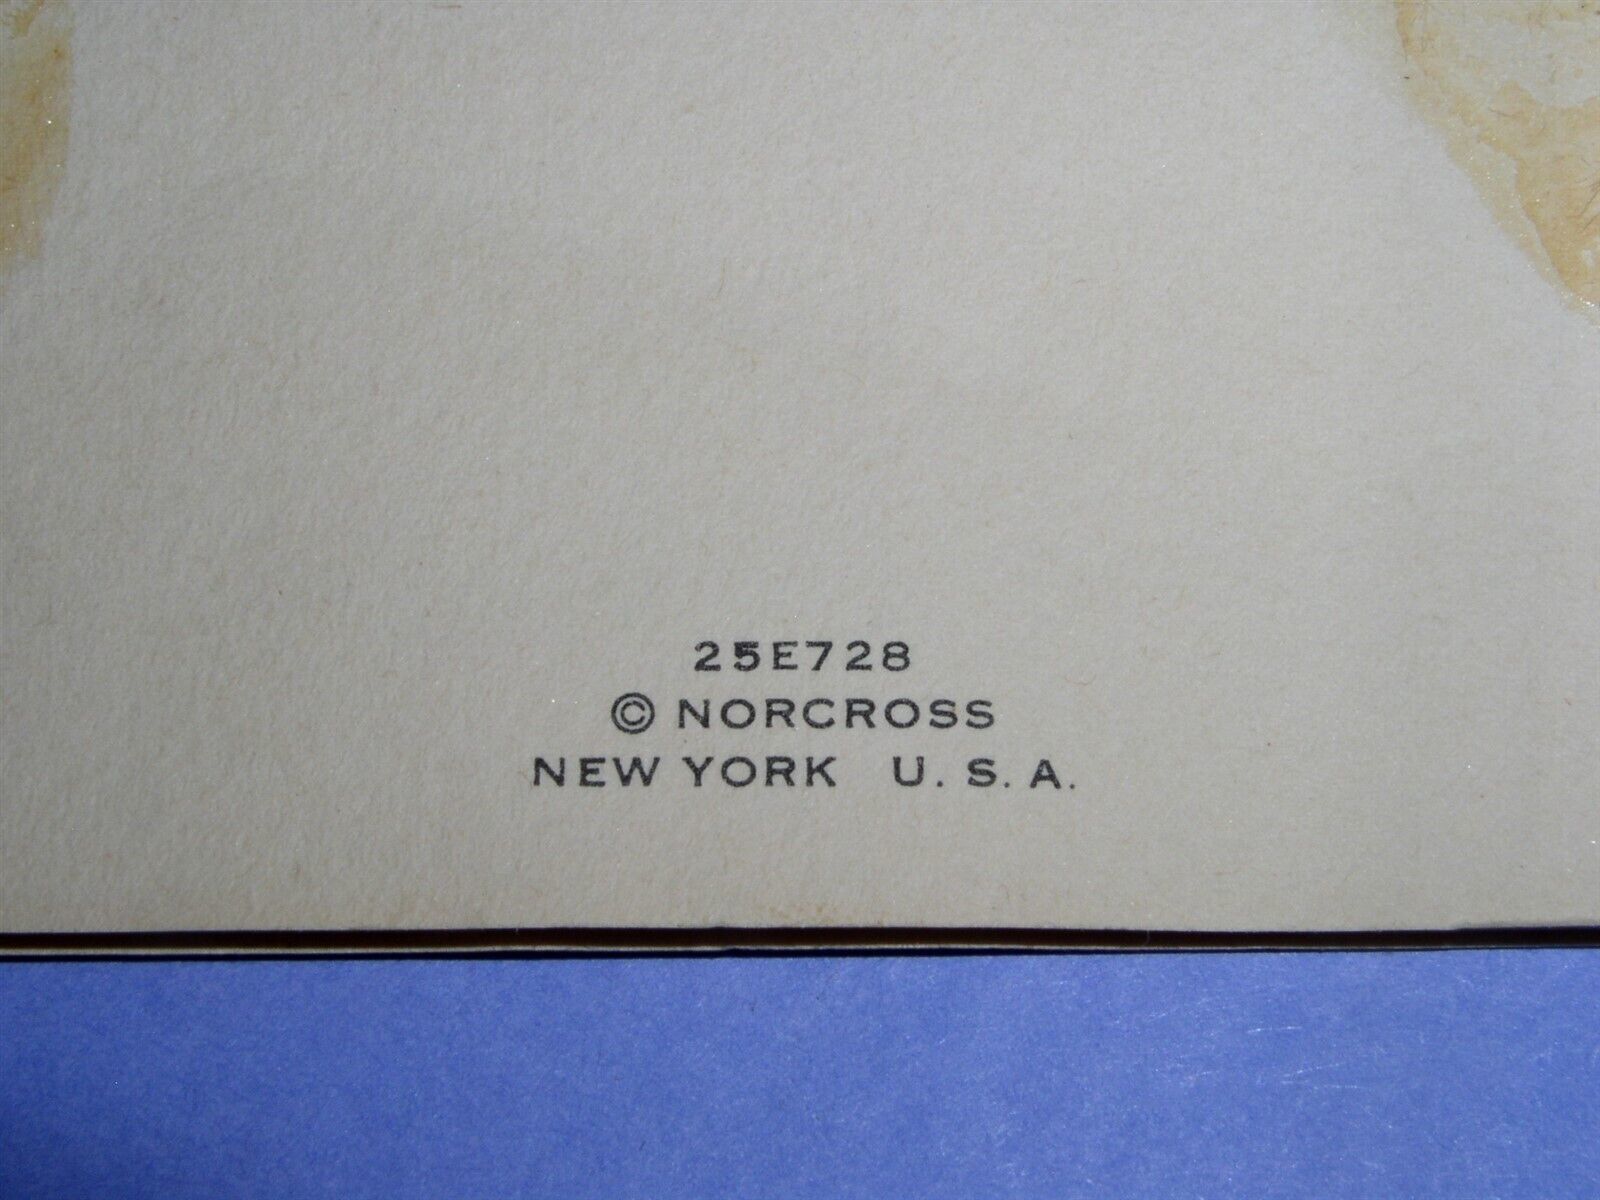 25E728
© NORCROSS
NEW YORK U. S. A.